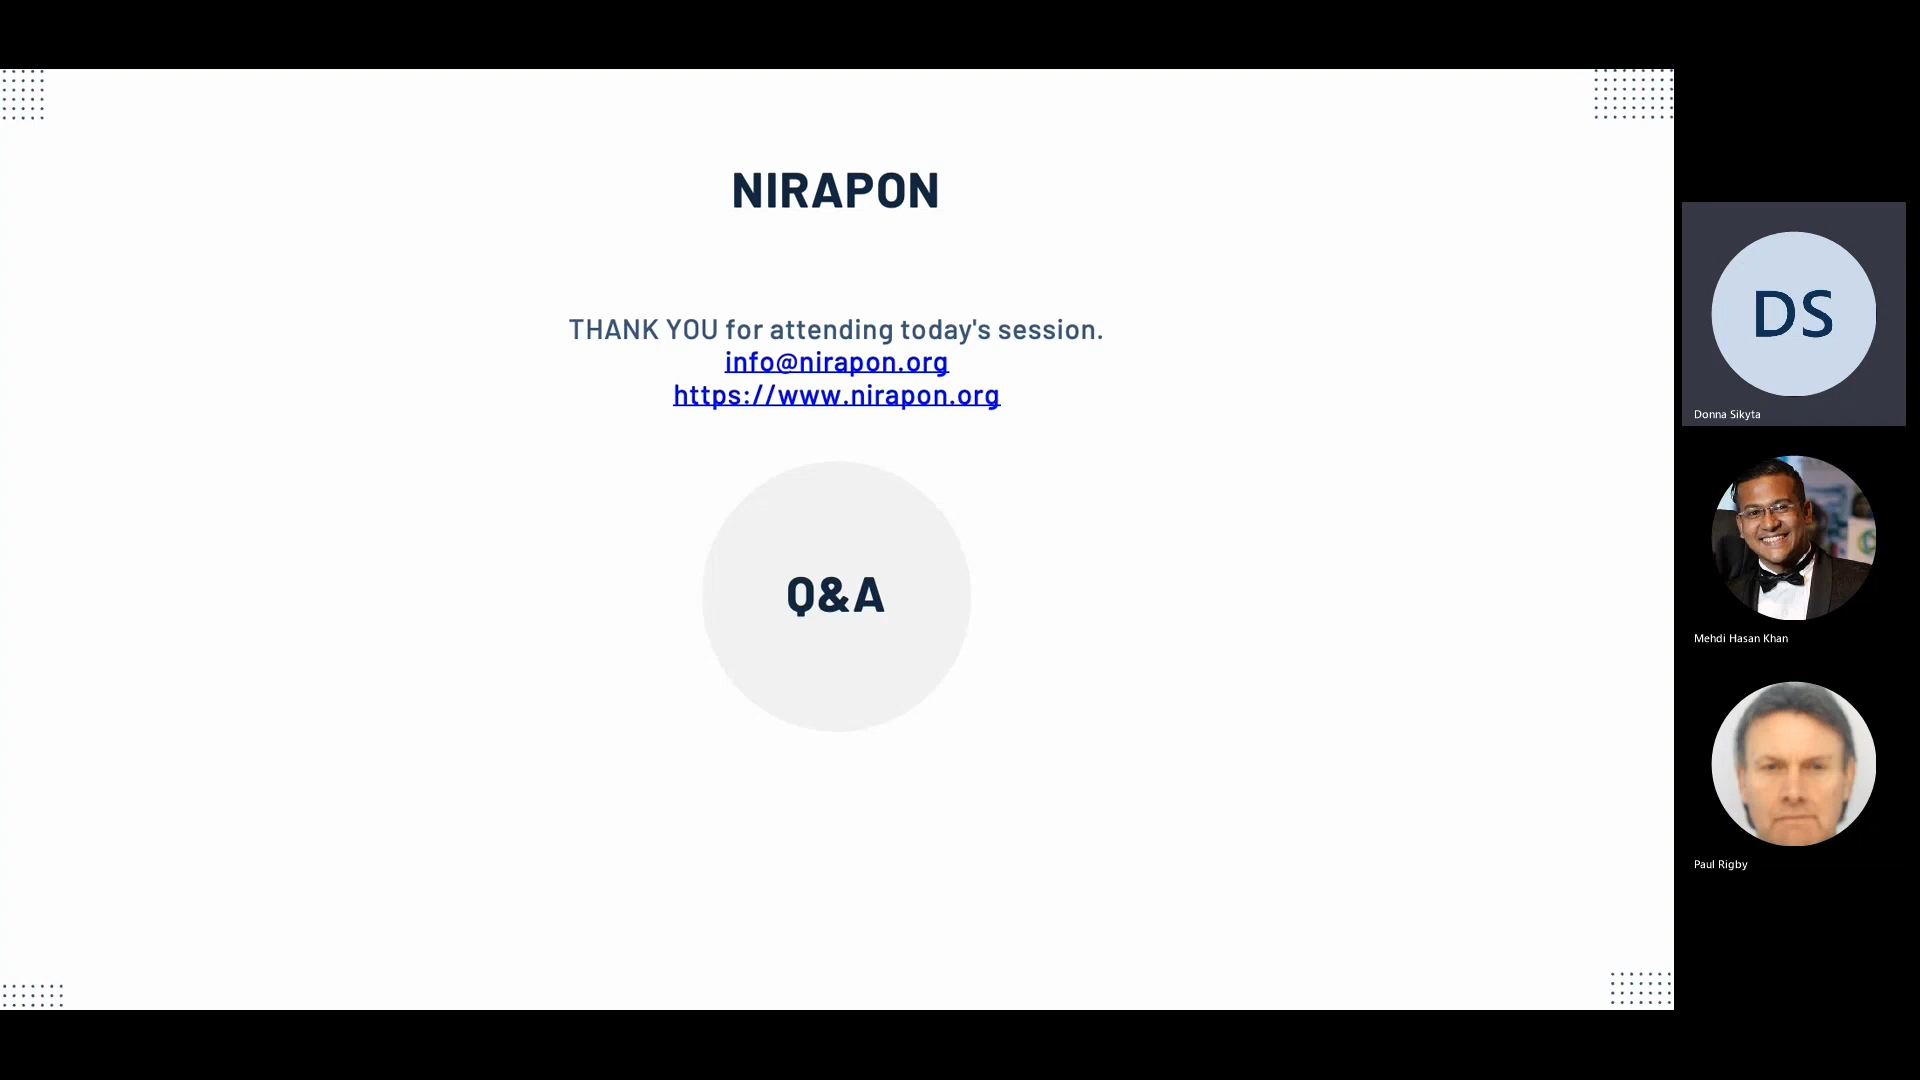 NIRAPON
THANK YOU for attending today's session.
info@nirapon.org
https://www.nirapon.org
Q&A
DS
Donna Sikyta
Mehdi Hasan Khan
Paul Rigby